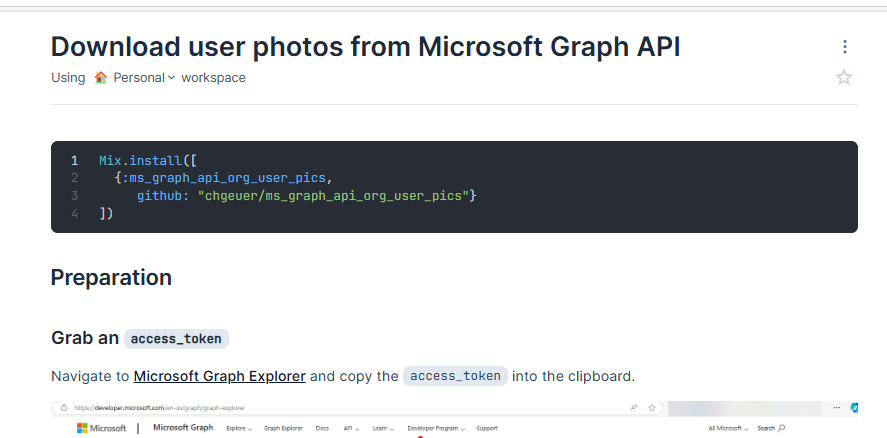 Download user photos from Microsoft Graph API
Using Personal workspace
1 Mix.install([
2 {:ms_graph_api_org_user_pics,
3 github: "chgeuer/ms_graph_api_org_user_pics"}
4 ])
Preparation
Grab an access_token
Navigate to Microsoft Graph Explorer and copy the access_token into the clipboard.
https://developer.microsoft.com/en-us/graph/graph-explorer
Microsoft | Microsoft Graph Explore Graph Explorer Docs API Learn Developer Program Support All Microsoft Search